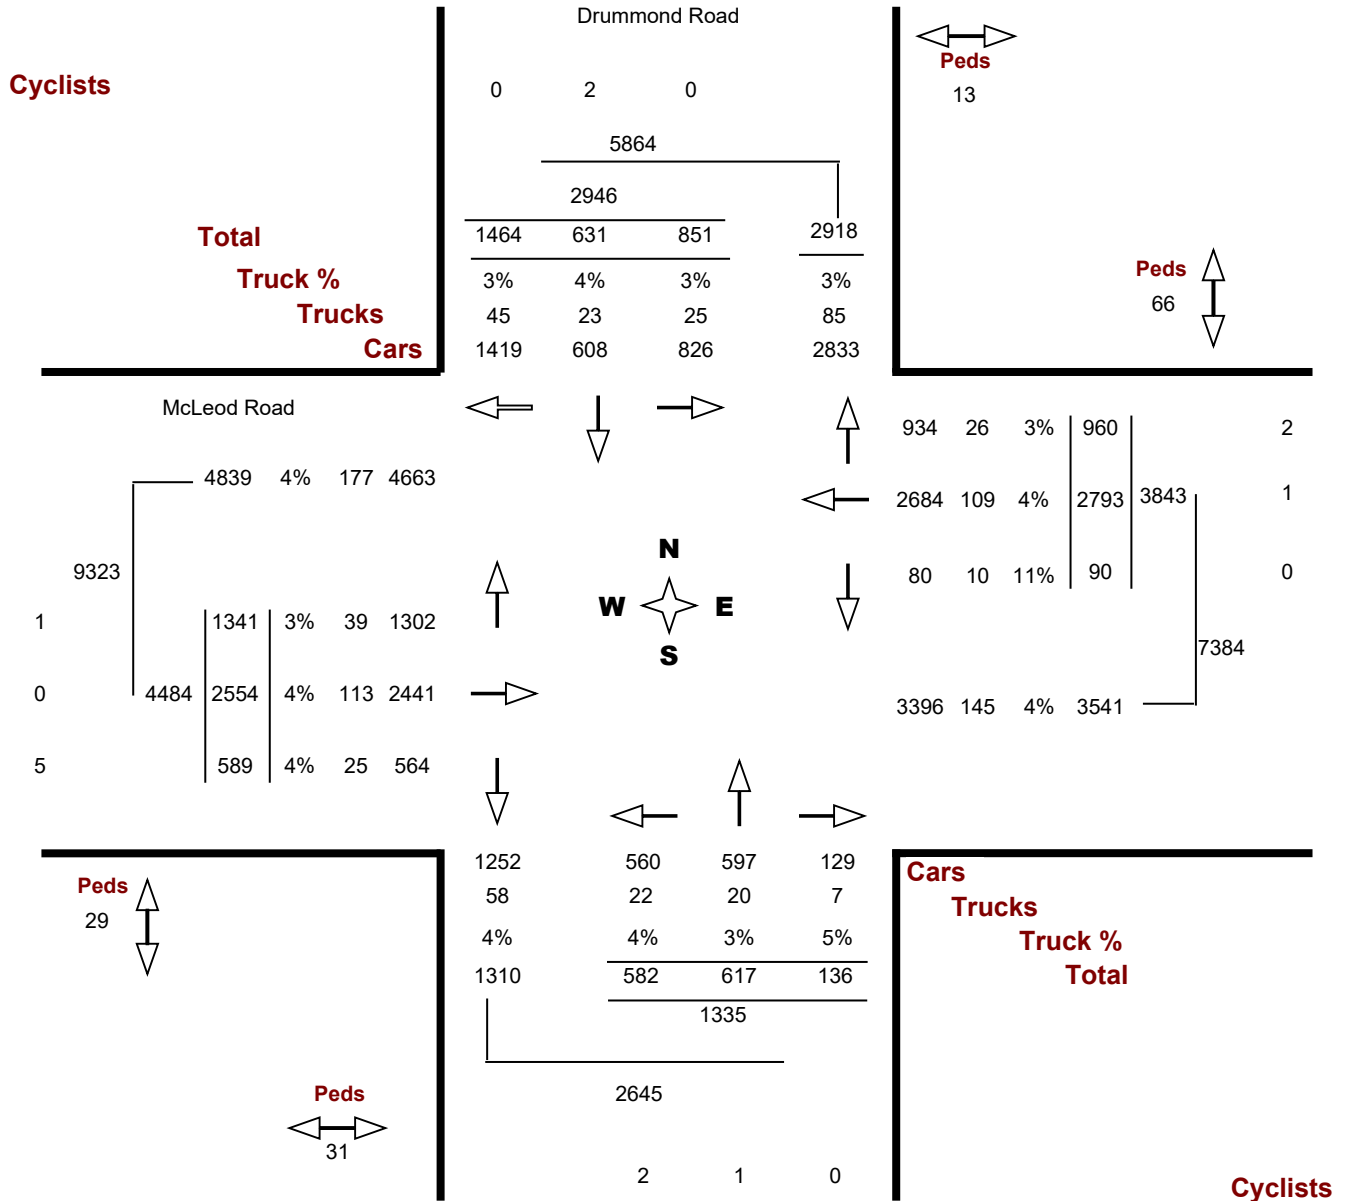 Drummond Road
Peds
13
Cyclists
0 2 0
5864
2946
Total 1464 631 851 2918
Truck % 3% 4% 3% 3%
Trucks 45 23 25 85
Cars 1419 608 826 2833
Peds
66
McLeod Road
934 26 3% 960 2
4839 4% 177 4663
2684 109 4% 2793 3843 1
N
9323
80 10 11% 90 0
W E
1 1341 3% 39 1302
S
7384
0 4484 2554 4% 113 2441
3396 145 4% 3541
5 589 4% 25 564
1252 560 597 129 Cars
58 22 20 7 Trucks
4% 4% 3% 5% Truck %
1310 582 617 136 Total
Peds
29
1335
2645
Peds
31
2 1 0
Cyclists